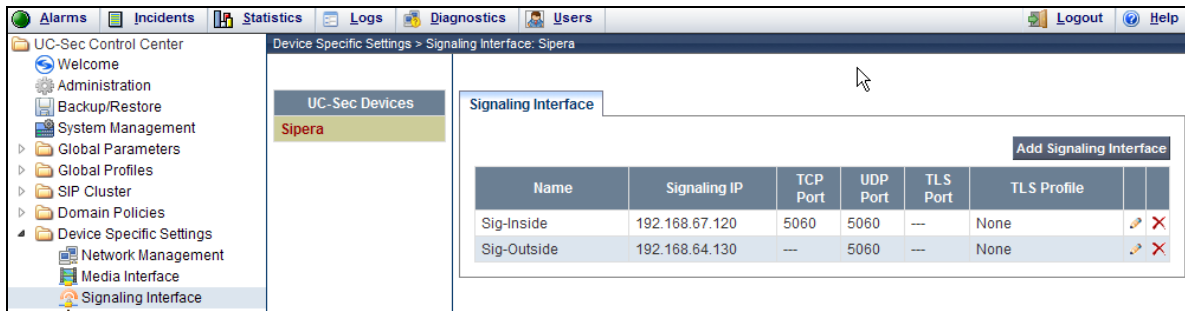 Alarms Incidents Statistics Logs Diagnostics Users Logout Help
UC-Sec Control Center
Welcome
Administration
Backup/Restore
System Management
Global Parameters
Global Profiles
SIP Cluster
Domain Policies
Device Specific Settings
Network Management
Media Interface
Signaling Interface
Device Specific Settings > Signaling Interface: Sipera
UC-Sec Devices
Sipera
Signaling Interface
Add Signaling Interface
Name Signaling IP TCP Port UDP Port TLS Port TLS Profile
Sig-Inside 192.168.67.120 5060 5060 --- None
Sig-Outside 192.168.64.130 --- 5060 --- None